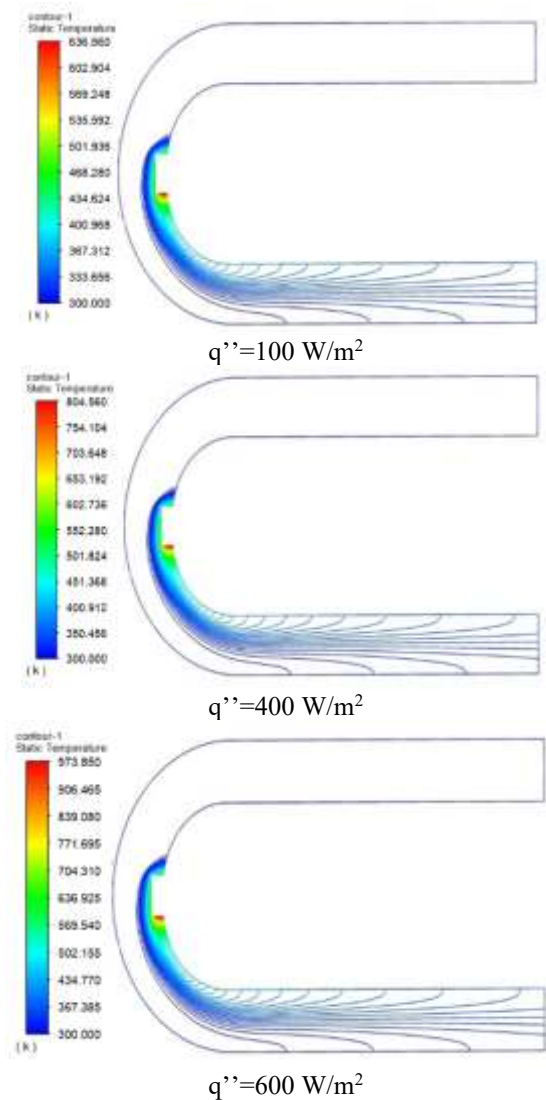 contour-1
Static Temperature
636.560
602.904
569.248
535.592
501.936
468.280
434.624
400.968
367.312
333.656
300.000
( k )
q’’=100 W/m²
contour-1
Static Temperature
804.560
754.104
703.648
653.192
602.736
552.280
501.824
451.368
400.912
350.456
300.000
( k )
q’’=400 W/m²
contour-1
Static Temperature
973.850
906.465
839.080
771.695
704.310
636.925
569.540
502.155
434.770
367.385
300.000
( k )
q’’=600 W/m²